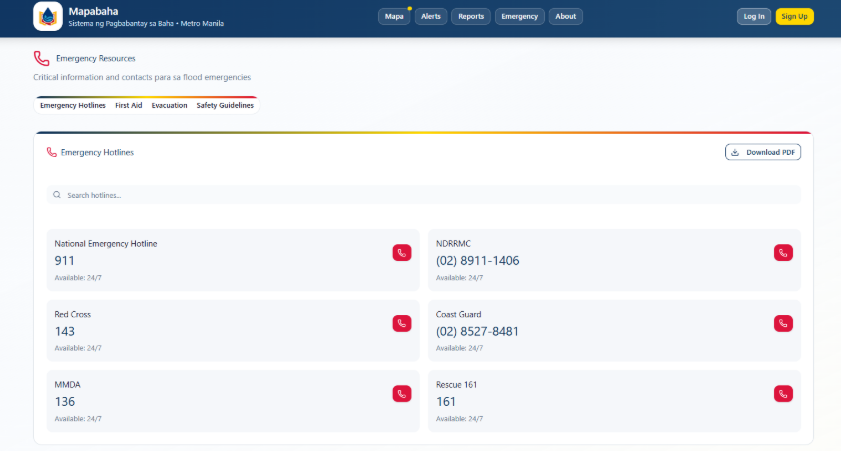 Mapabaha
Sistema ng Pagbabantay sa Baha • Metro Manila
Mapa Alerts Reports Emergency About
Log In Sign Up
Emergency Resources
Critical information and contacts para sa flood emergencies
Emergency Hotlines First Aid Evacuation Safety Guidelines
Emergency Hotlines
Download PDF
Search hotlines...
National Emergency Hotline
911
Available: 24/7
NDRRMC
(02) 8911-1406
Available: 24/7
Red Cross
143
Available: 24/7
Coast Guard
(02) 8527-8481
Available: 24/7
MMDA
136
Available: 24/7
Rescue 161
161
Available: 24/7